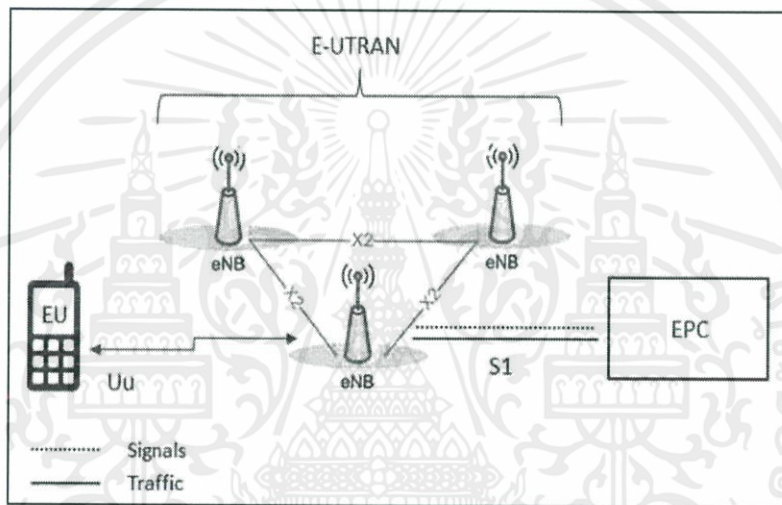 E-UTRAN
X2
eNB
eNB
X2
X2
EU
Uu
eNB
S1
EPC
Signals
Traffic